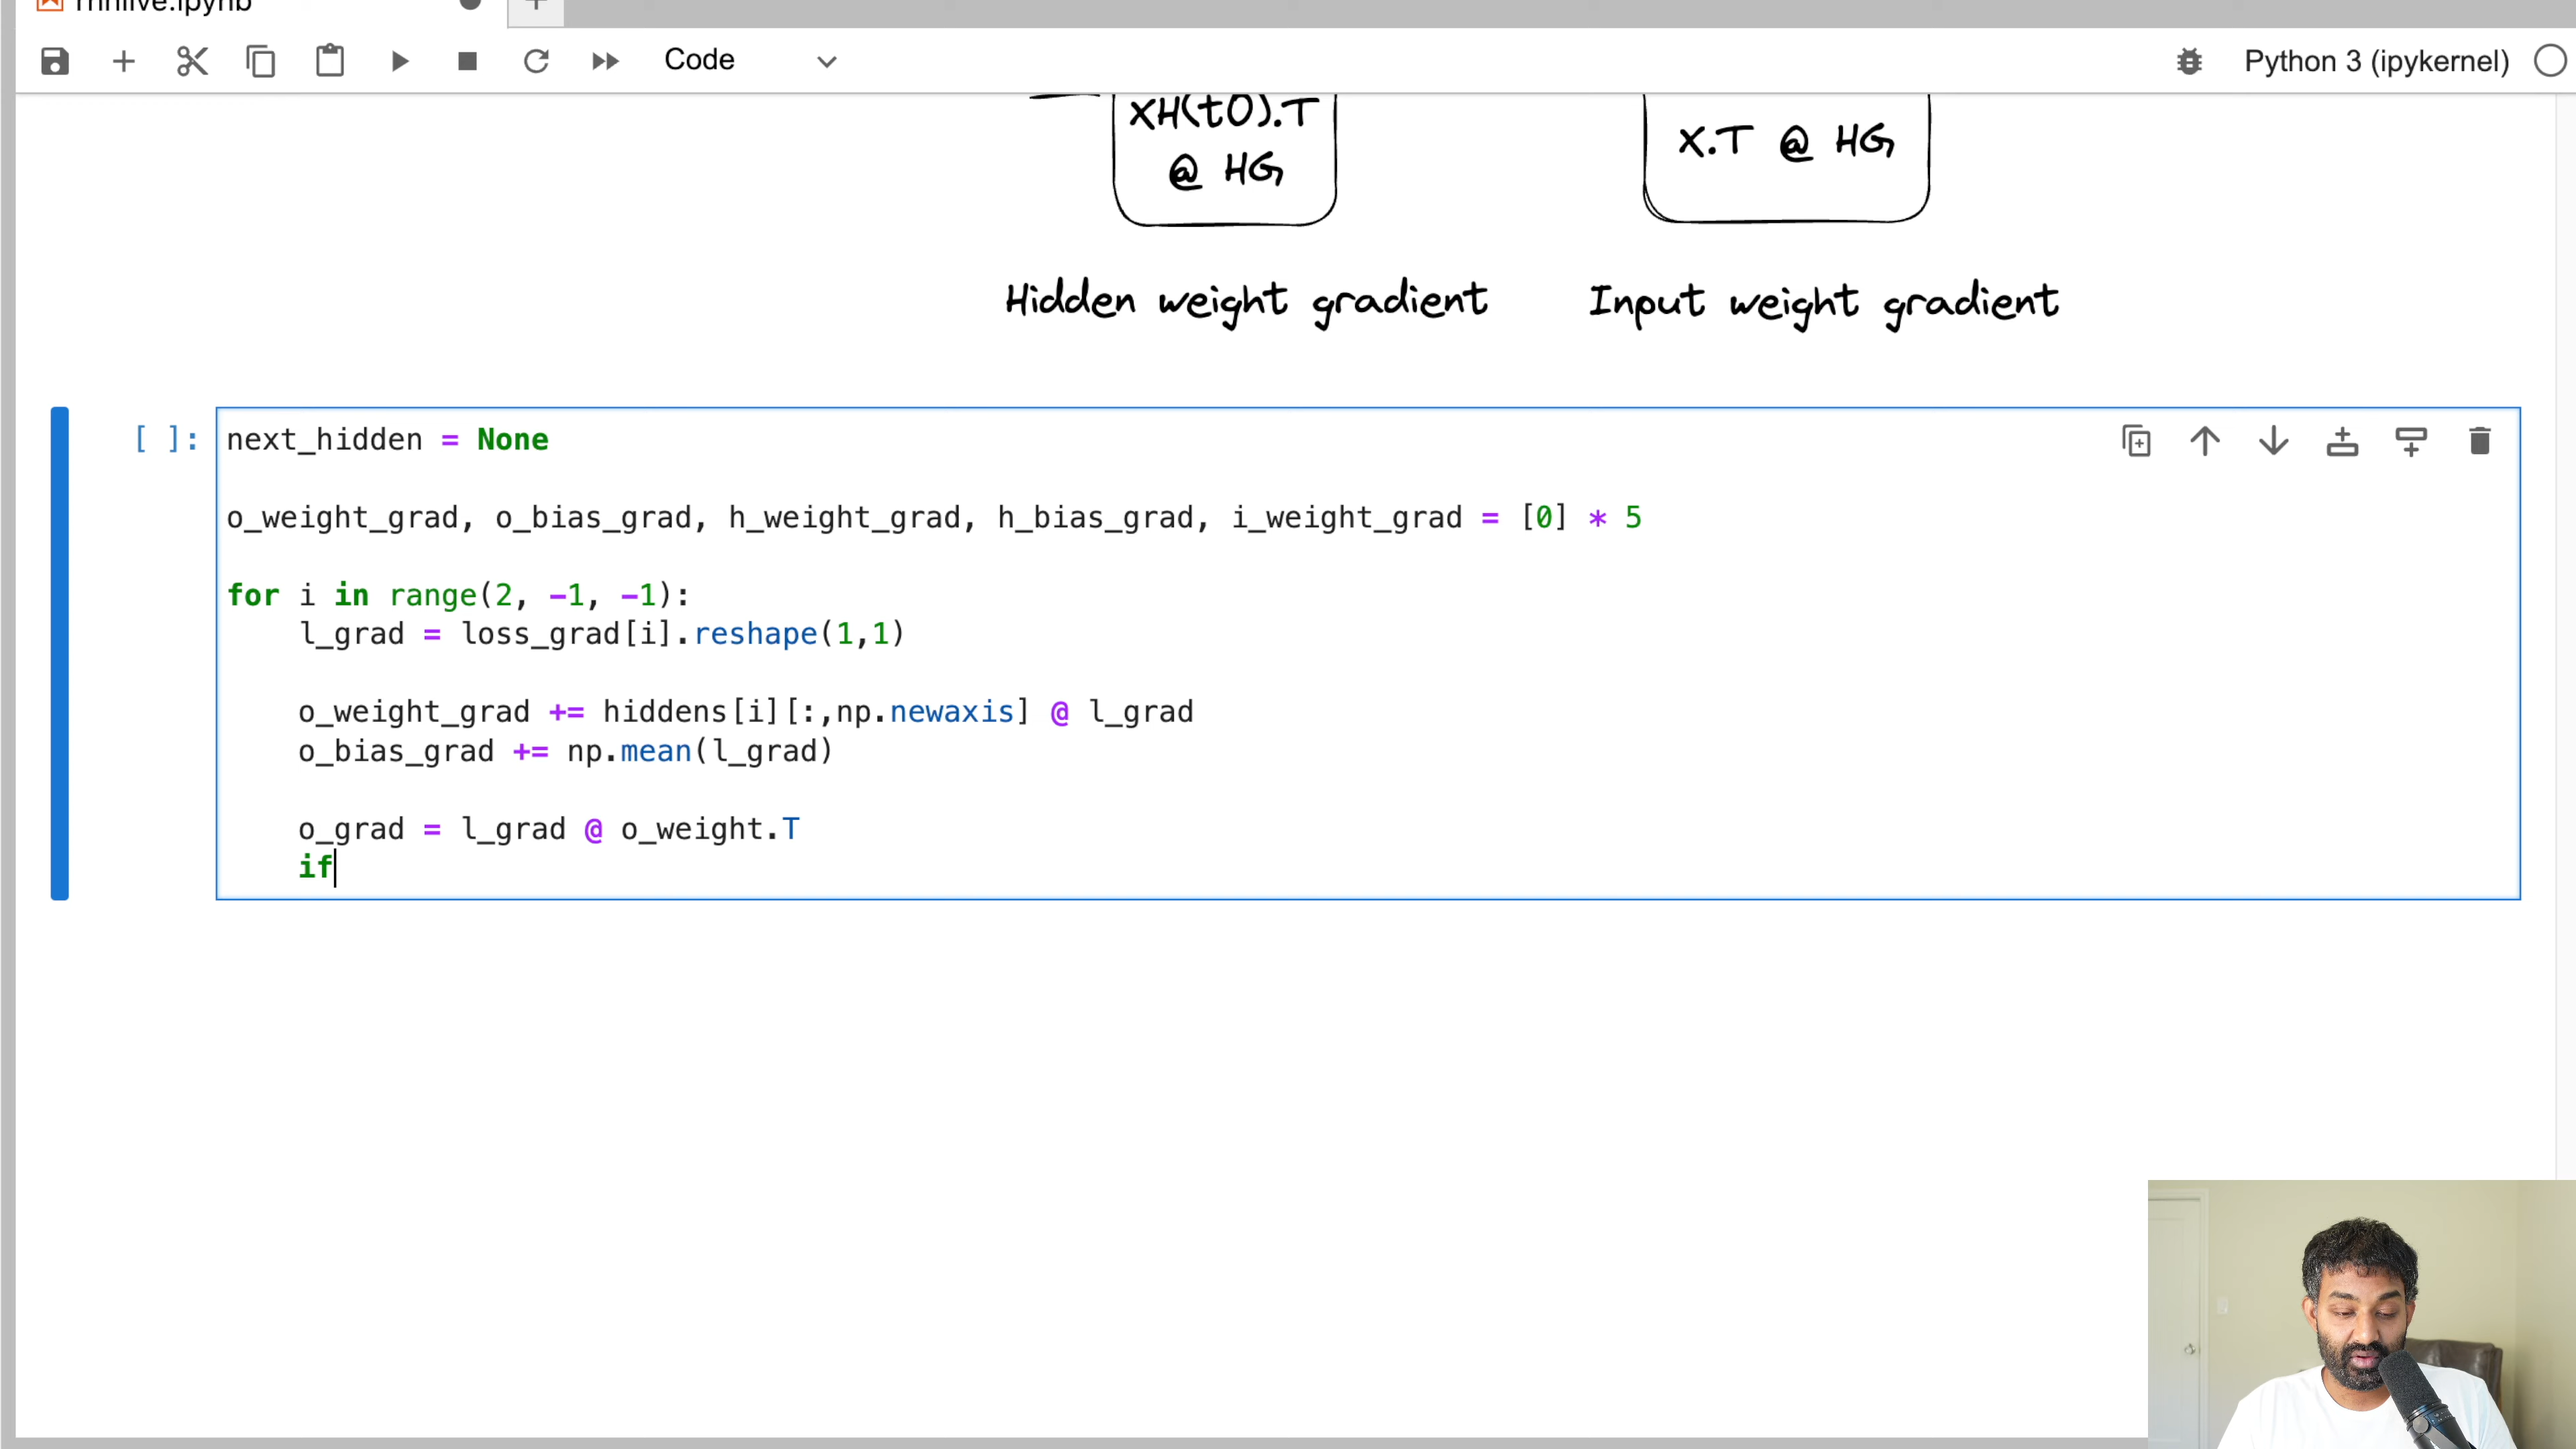 rnnlive.ipynb
Code
Python 3 (ipykernel)
XH(t0).T
@ HG
X.T @ HG
Hidden weight gradient
Input weight gradient
[ ]:
next_hidden = None
o_weight_grad, o_bias_grad, h_weight_grad, h_bias_grad, i_weight_grad = [0] * 5
for i in range(2, -1, -1):
l_grad = loss_grad[i].reshape(1,1)
o_weight_grad += hiddens[i][:,np.newaxis] @ l_grad
o_bias_grad += np.mean(l_grad)
o_grad = l_grad @ o_weight.T
if